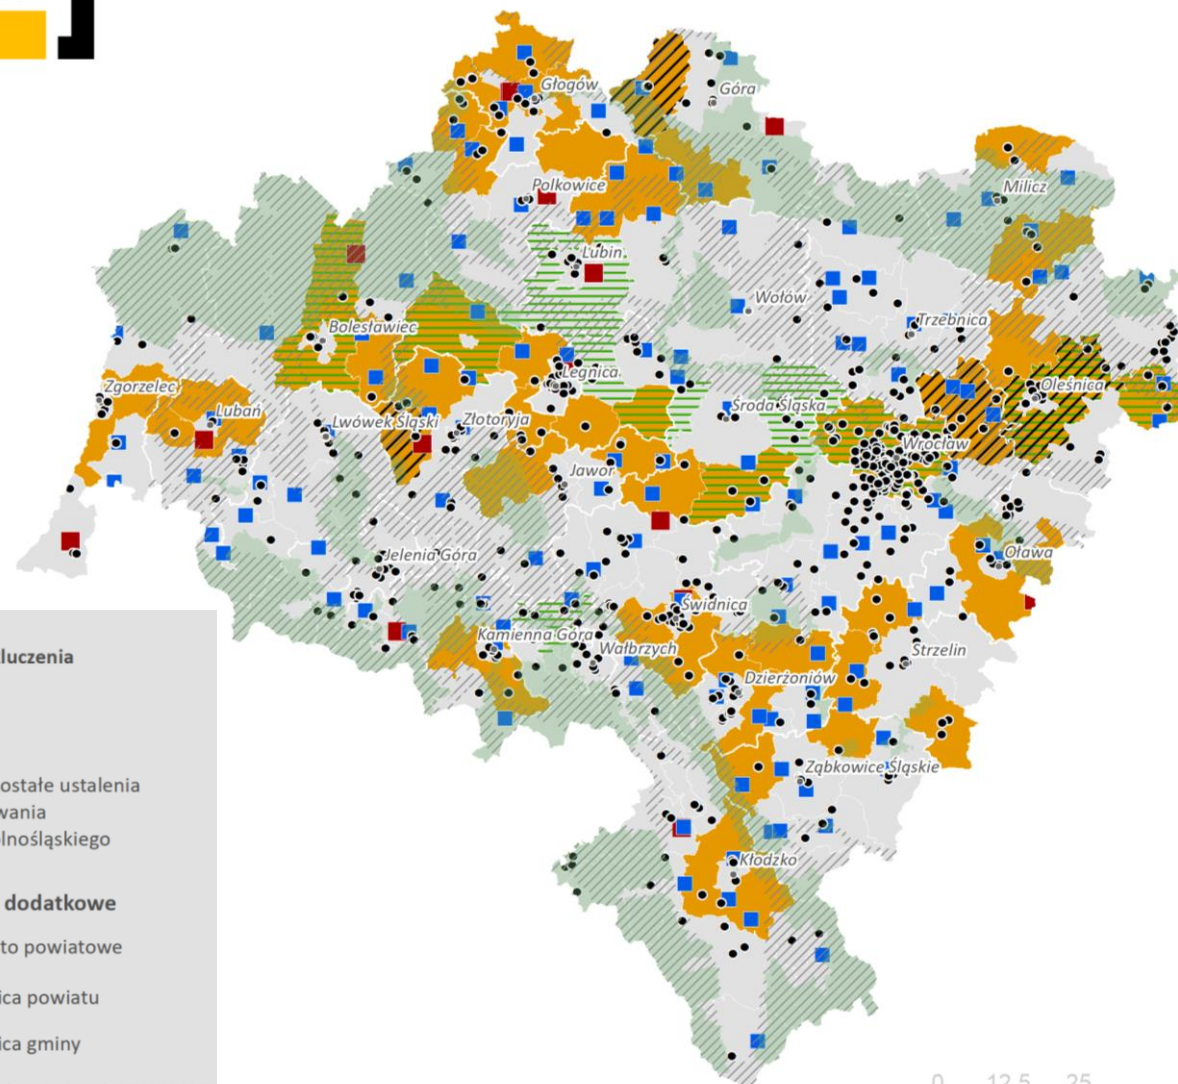 Głogów
Góra
Polkowice
Milicz
Lubin
Wołów
Bolesławiec
Trzebnica
Legnica
Zgorzelec
Oleśnica
Lubań
Środa Śląska
Lwówek Śląski
Złotoryja
Wrocław
Jawor
Jelenia Góra
Oława
Świdnica
Kamienna Góra
Wałbrzych
Strzelin
Dzierżoniów
Ząbkowice Śląskie
Kłodzko
luczenia
ostałe ustalenia
wania
lnośląskiego
dodatkowe
to powiatowe
ica powiatu
ica gminy
0 12,5 25